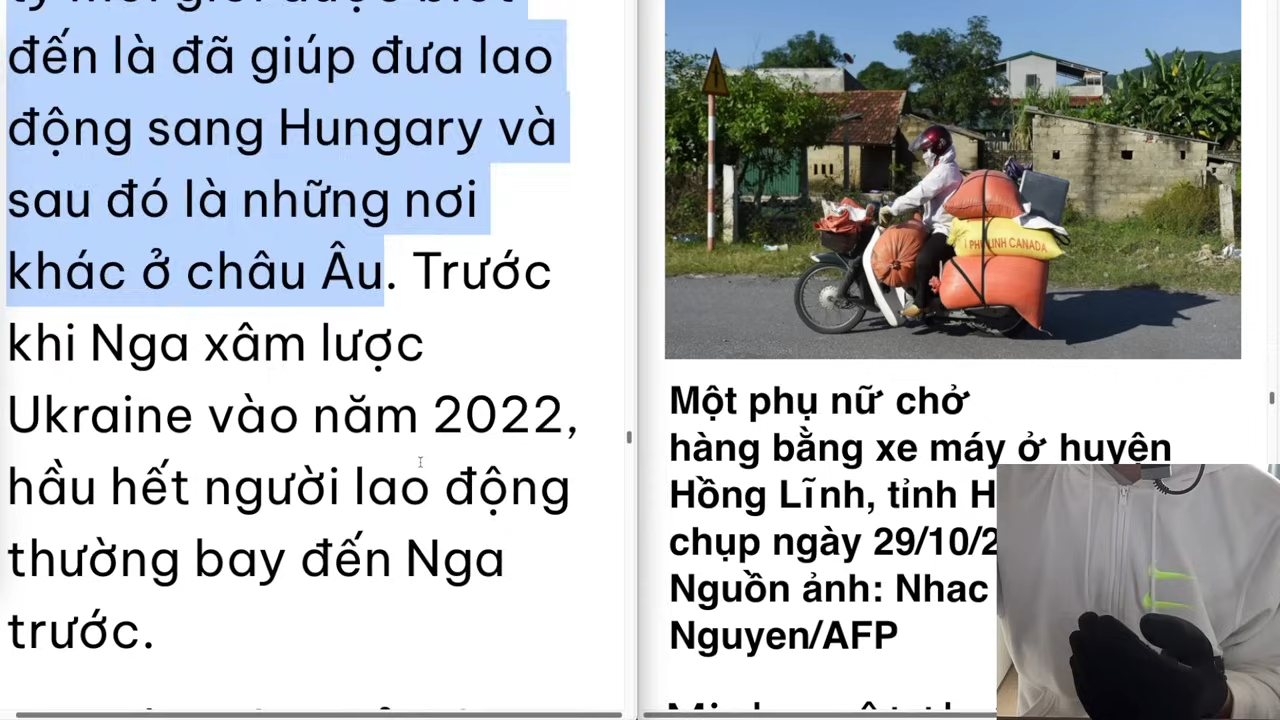 đến là đã giúp đưa lao
động sang Hungary và
sau đó là những nơi
khác ở châu Âu. Trước
khi Nga xâm lược
Ukraine vào năm 2022,
hầu hết người lao động
thường bay đến Nga
trước.
PHI LINH CANADA
Một phụ nữ chở
hàng bằng xe máy ở huyện
Hồng Lĩnh, tỉnh H
chụp ngày 29/10/2
Nguồn ảnh: Nhac
Nguyen/AFP